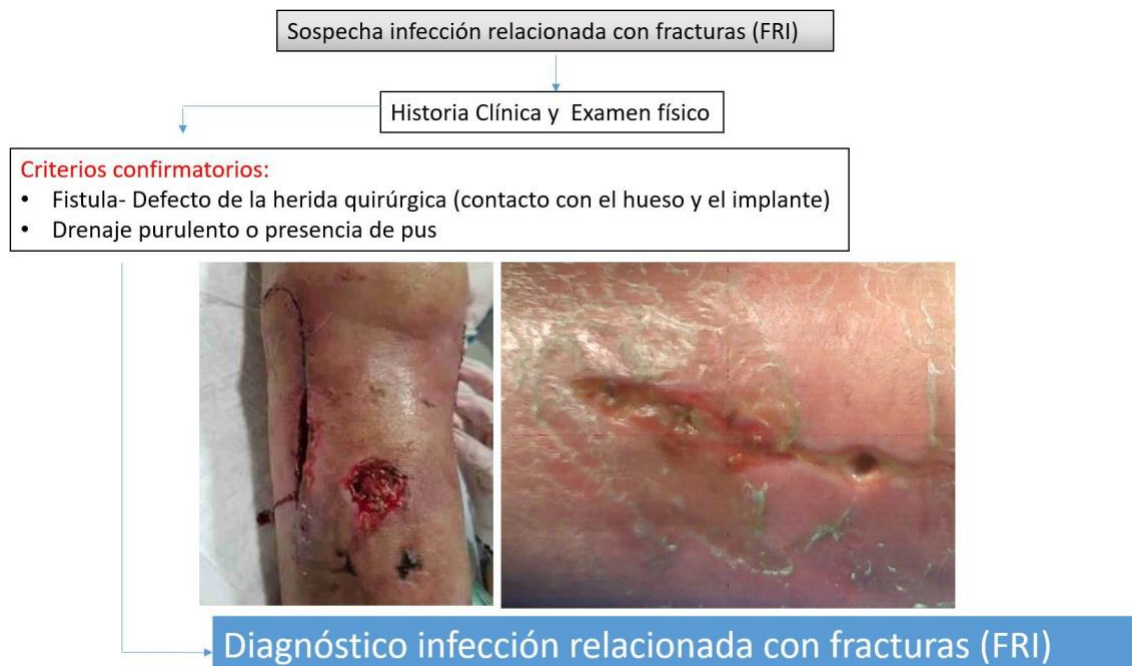 Sospecha infección relacionada con fracturas (FRI)
Historia Clínica y Examen físico
Criterios confirmatorios:
• Fistula- Defecto de la herida quirúrgica (contacto con el hueso y el implante)
• Drenaje purulento o presencia de pus
Diagnóstico infección relacionada con fracturas (FRI)